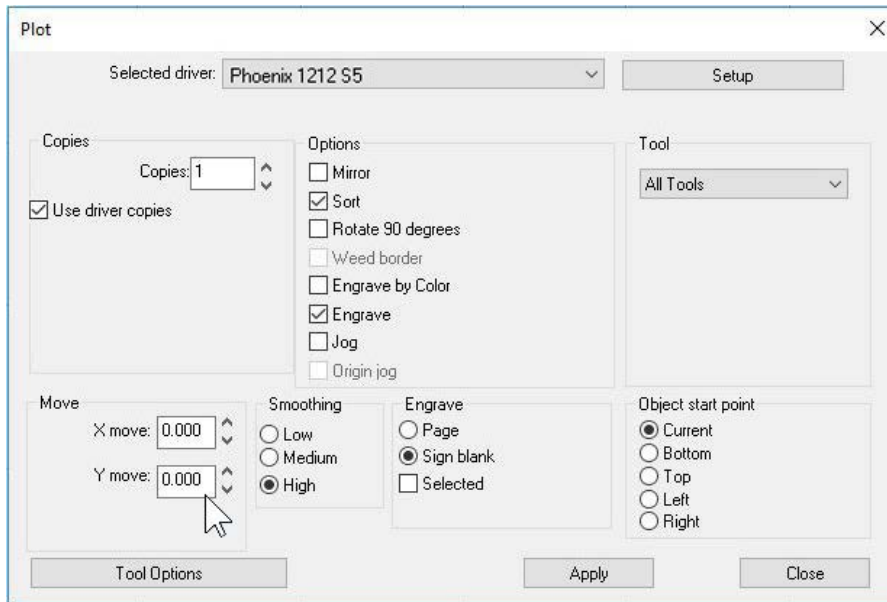 Plot
Selected driver: Phoenix 1212 S5
Setup
Copies
Copies: 1
Use driver copies
Options
Mirror
Sort
Rotate 90 degrees
Weed border
Engrave by Color
Engrave
Jog
Origin jog
Tool
All Tools
Move
X move: 0.000
Y move: 0.000
Smoothing
Low
Medium
High
Engrave
Page
Sign blank
Selected
Object start point
Current
Bottom
Top
Left
Right
Tool Options
Apply
Close